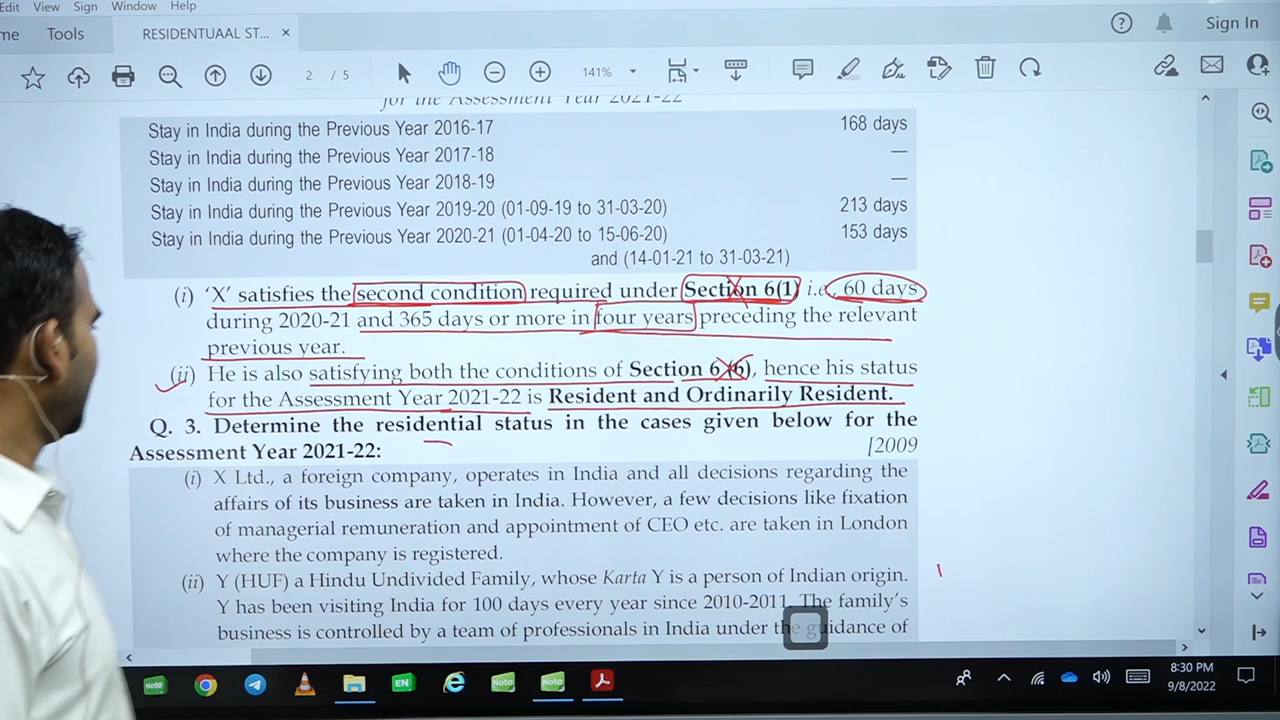 Edit View Sign Window Help
me Tools RESIDENTUAAL ST... × Sign In
2 / 5 141%
for the Assessment Year 2021-22
Stay in India during the Previous Year 2016-17 168 days
Stay in India during the Previous Year 2017-18 —
Stay in India during the Previous Year 2018-19 —
Stay in India during the Previous Year 2019-20 (01-09-19 to 31-03-20) 213 days
Stay in India during the Previous Year 2020-21 (01-04-20 to 15-06-20) 153 days
and (14-01-21 to 31-03-21)
(i) 'X' satisfies the second condition required under Section 6(1) i.e., 60 days
during 2020-21 and 365 days or more in four years preceding the relevant
previous year.
(ii) He is also satisfying both the conditions of Section 6(6), hence his status
for the Assessment Year 2021-22 is Resident and Ordinarily Resident.
Q. 3. Determine the residential status in the cases given below for the
Assessment Year 2021-22: [2009
(i) X Ltd., a foreign company, operates in India and all decisions regarding the
affairs of its business are taken in India. However, a few decisions like fixation
of managerial remuneration and appointment of CEO etc. are taken in London
where the company is registered.
(ii) Y (HUF) a Hindu Undivided Family, whose Karta Y is a person of Indian origin.
Y has been visiting India for 100 days every year since 2010-2011. The family's
business is controlled by a team of professionals in India under the guidance of
Note EN Note Note 8:30 PM
9/8/2022